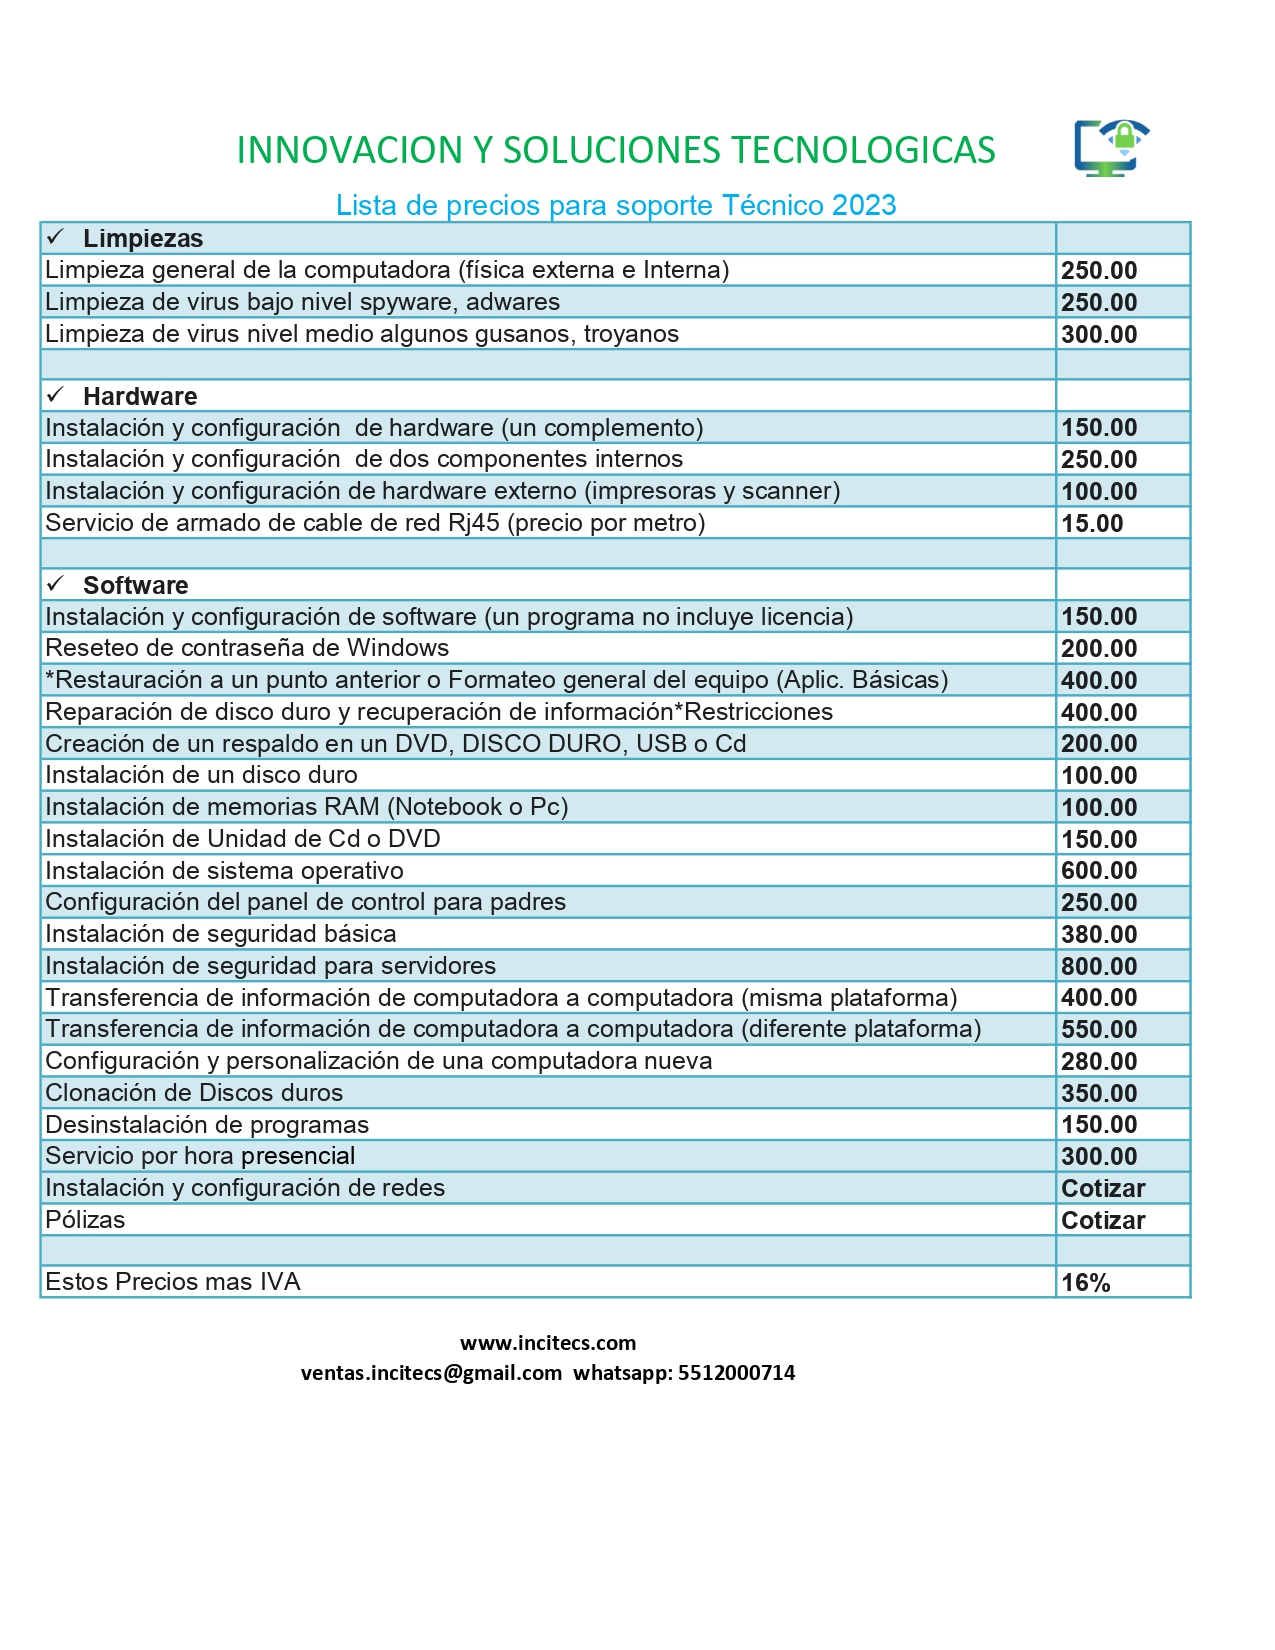 INNOVACION Y SOLUCIONES TECNOLOGICAS
Lista de precios para soporte Técnico 2023
✓ Limpiezas
Limpieza general de la computadora (física externa e Interna) 250.00
Limpieza de virus bajo nivel spyware, adwares 250.00
Limpieza de virus nivel medio algunos gusanos, troyanos 300.00
✓ Hardware
Instalación y configuración  de hardware (un complemento) 150.00
Instalación y configuración  de dos componentes internos 250.00
Instalación y configuración de hardware externo (impresoras y scanner) 100.00
Servicio de armado de cable de red Rj45 (precio por metro) 15.00
✓ Software
Instalación y configuración de software (un programa no incluye licencia) 150.00
Reseteo de contraseña de Windows 200.00
*Restauración a un punto anterior o Formateo general del equipo (Aplic. Básicas) 400.00
Reparación de disco duro y recuperación de información*Restricciones 400.00
Creación de un respaldo en un DVD, DISCO DURO, USB o Cd 200.00
Instalación de un disco duro 100.00
Instalación de memorias RAM (Notebook o Pc) 100.00
Instalación de Unidad de Cd o DVD 150.00
Instalación de sistema operativo 600.00
Configuración del panel de control para padres 250.00
Instalación de seguridad básica 380.00
Instalación de seguridad para servidores 800.00
Transferencia de información de computadora a computadora (misma plataforma) 400.00
Transferencia de información de computadora a computadora (diferente plataforma) 550.00
Configuración y personalización de una computadora nueva 280.00
Clonación de Discos duros 350.00
Desinstalación de programas 150.00
Servicio por hora presencial 300.00
Instalación y configuración de redes Cotizar
Pólizas Cotizar
Estos Precios mas IVA 16%
www.incitecs.com
ventas.incitecs@gmail.com  whatsapp: 5512000714